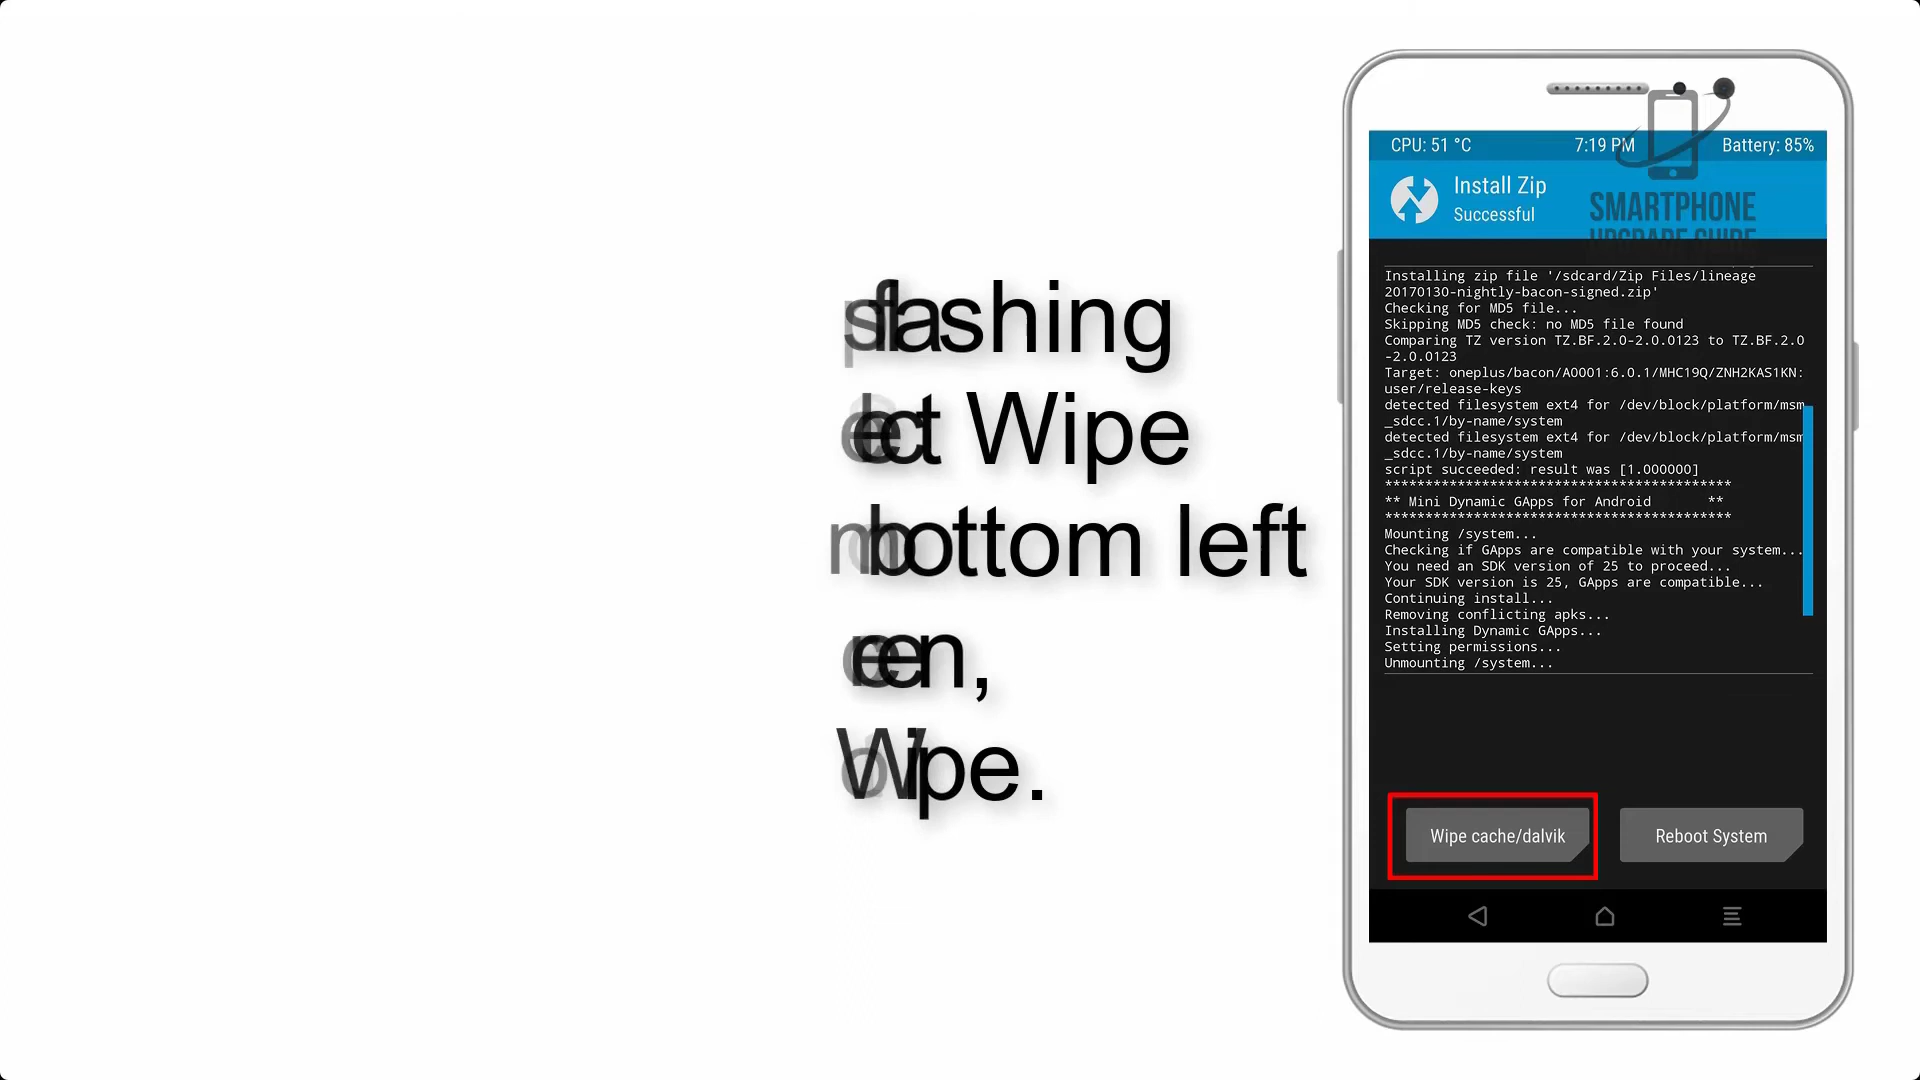 flashing
Wipe
bottom left
Wipe.
CPU: 51 °C 7:19 PM Battery: 85%
Install Zip
Successful
SMARTPHONE
UPGRADE GUIDE
Installing zip file '/sdcard/Zip Files/lineage
20170130-nightly-bacon-signed.zip'
Checking for MD5 file...
Skipping MD5 check: no MD5 file found
Comparing TZ version TZ.BF.2.0-2.0.0123 to TZ.BF.2.0
-2.0.0123
Target: oneplus/bacon/A0001:6.0.1/MHC19Q/ZNH2KAS1KN:
user/release-keys
detected filesystem ext4 for /dev/block/platform/msm
_sdcc.1/by-name/system
detected filesystem ext4 for /dev/block/platform/msm
_sdcc.1/by-name/system
script succeeded: result was [1.000000]
*******************************************
** Mini Dynamic GApps for Android **
*******************************************
Mounting /system...
Checking if GApps are compatible with your system...
You need an SDK version of 25 to proceed...
Your SDK version is 25, GApps are compatible...
Continuing install...
Removing conflicting apks...
Installing Dynamic GApps...
Setting permissions...
Unmounting /system...
Wipe cache/dalvik Reboot System